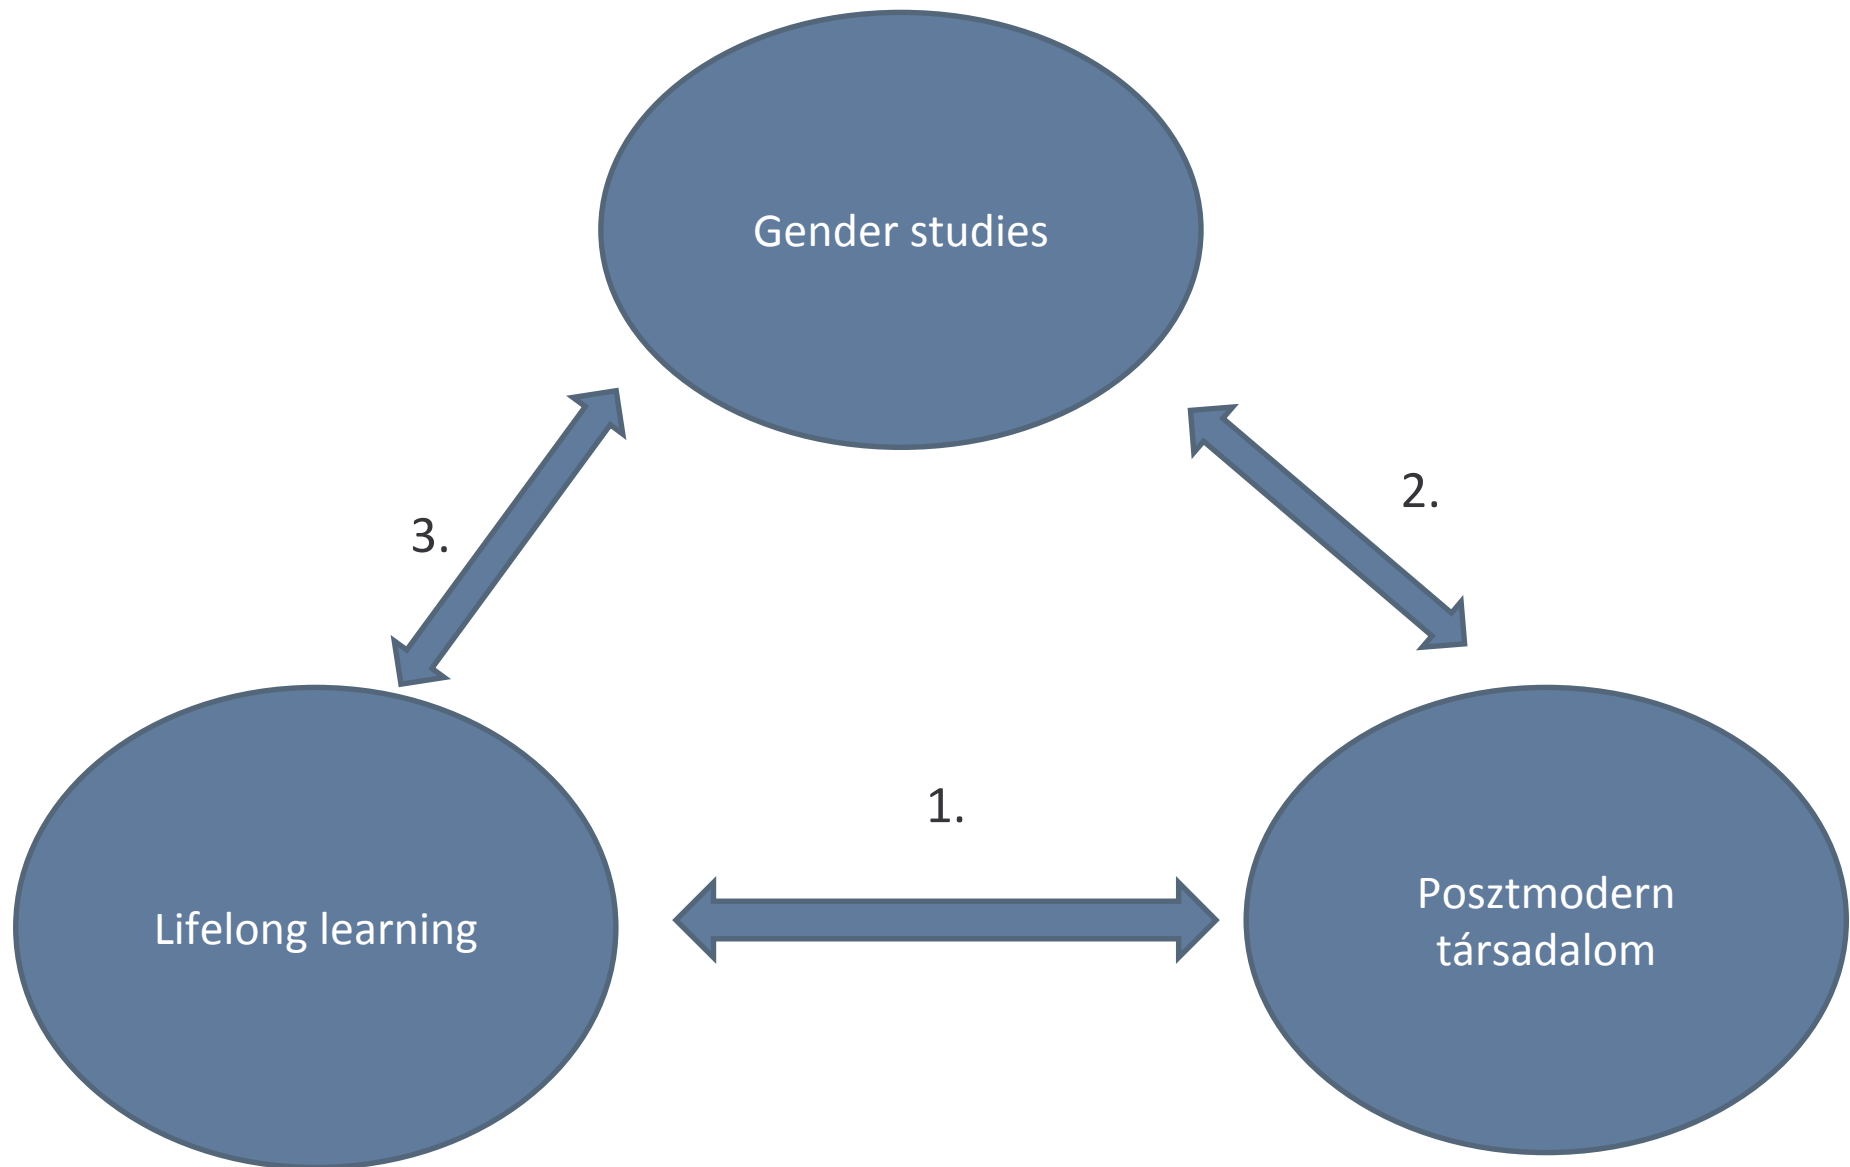 Gender studies
2.
3.
1.
Lifelong learning
Posztmodern
társadalom